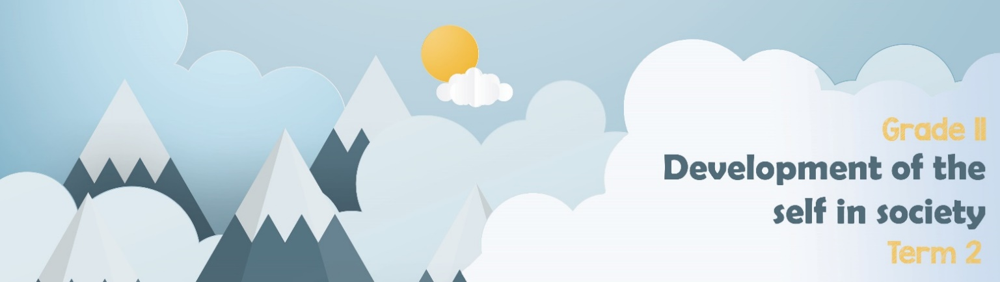 Grade 11
Development of the
self in society
Term 2